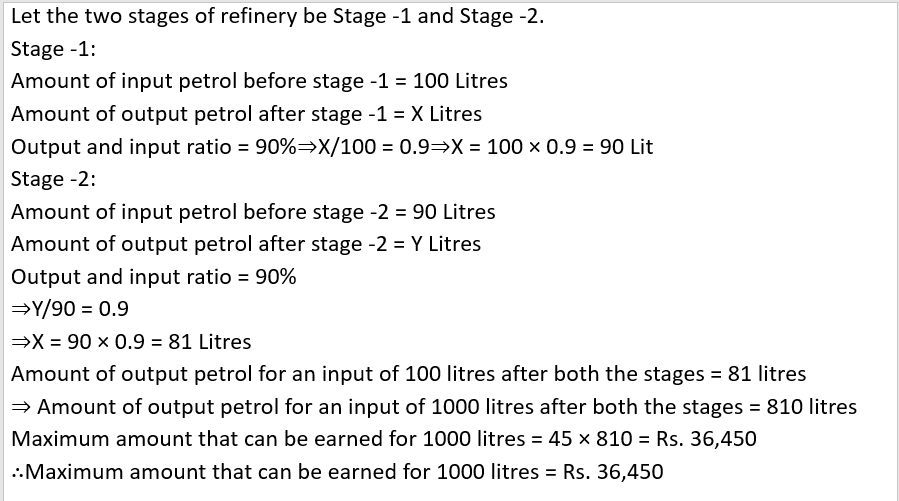 Let the two stages of refinery be Stage -1 and Stage -2.
Stage -1:
Amount of input petrol before stage -1 = 100 Litres
Amount of output petrol after stage -1 = X Litres
Output and input ratio = 90%⇒X/100 = 0.9⇒X = 100 × 0.9 = 90 Lit
Stage -2:
Amount of input petrol before stage -2 = 90 Litres
Amount of output petrol after stage -2 = Y Litres
Output and input ratio = 90%
⇒Y/90 = 0.9
⇒X = 90 × 0.9 = 81 Litres
Amount of output petrol for an input of 100 litres after both the stages = 81 litres
⇒ Amount of output petrol for an input of 1000 litres after both the stages = 810 litres
Maximum amount that can be earned for 1000 litres = 45 × 810 = Rs. 36,450
∴Maximum amount that can be earned for 1000 litres = Rs. 36,450